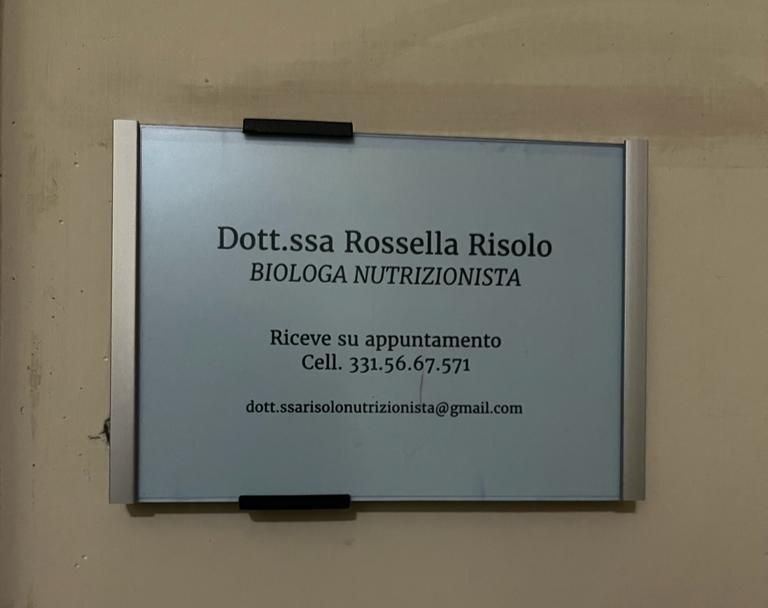 Dott.ssa Rossella Risolo
BIOLOGA NUTRIZIONISTA
Riceve su appuntamento
Cell. 331.56.67.571
dott.ssarisolonutrizionista@gmail.com